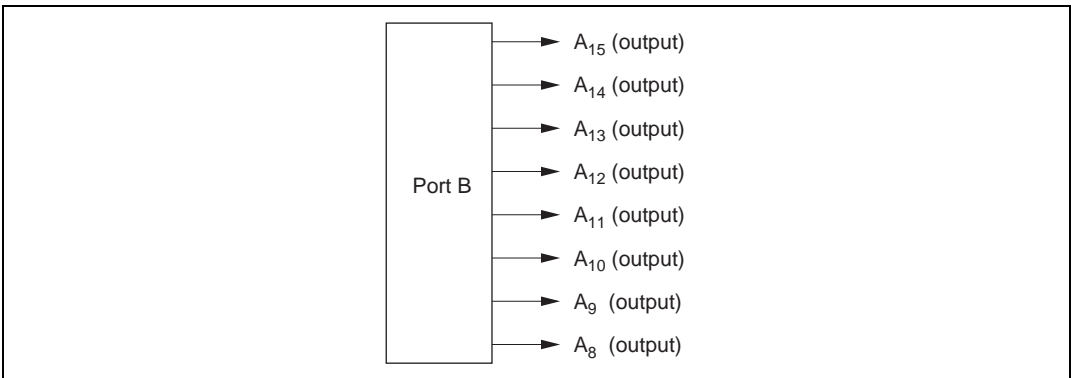 A15 (output)
A14 (output)
A13 (output)
A12 (output)
Port B
A11 (output)
A10 (output)
A9 (output)
A8 (output)